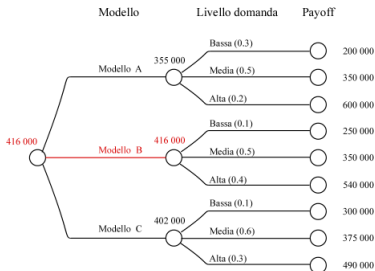 Modello Livello domanda Payoff
Bassa (0.3) 200 000
355 000
Modello A Media (0.5) 350 000
Alta (0.2) 600 000
Bassa (0.1) 250 000
416 000 416 000
Modello B Media (0.5) 350 000
Alta (0.4) 540 000
Bassa (0.1) 300 000
402 000
Modello C Media (0.6) 375 000
Alta (0.3) 490 000